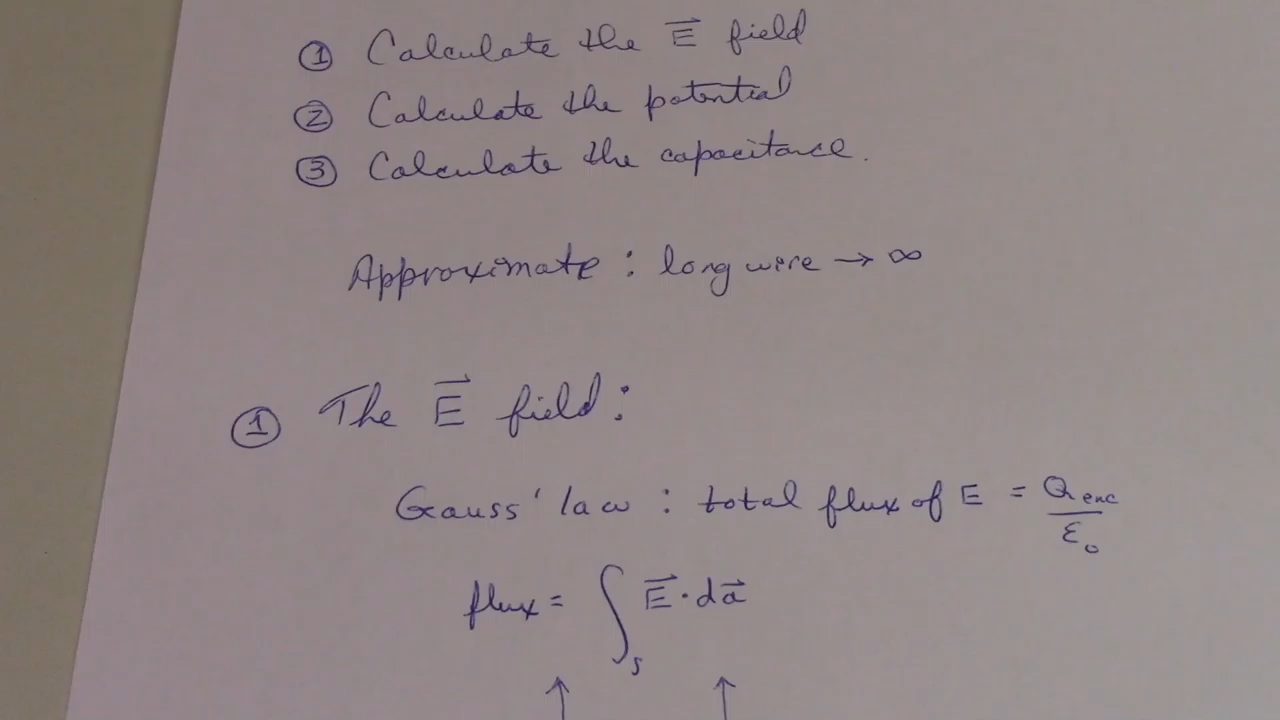 ① Calculate the E⃗ field
② Calculate the potential
③ Calculate the capacitance.
Approximate : long wire → ∞
① The E⃗ field :
Gauss' law : total flux of E = Qenc/ε₀
flux = ∫_S E⃗ · da⃗
↑ ↑